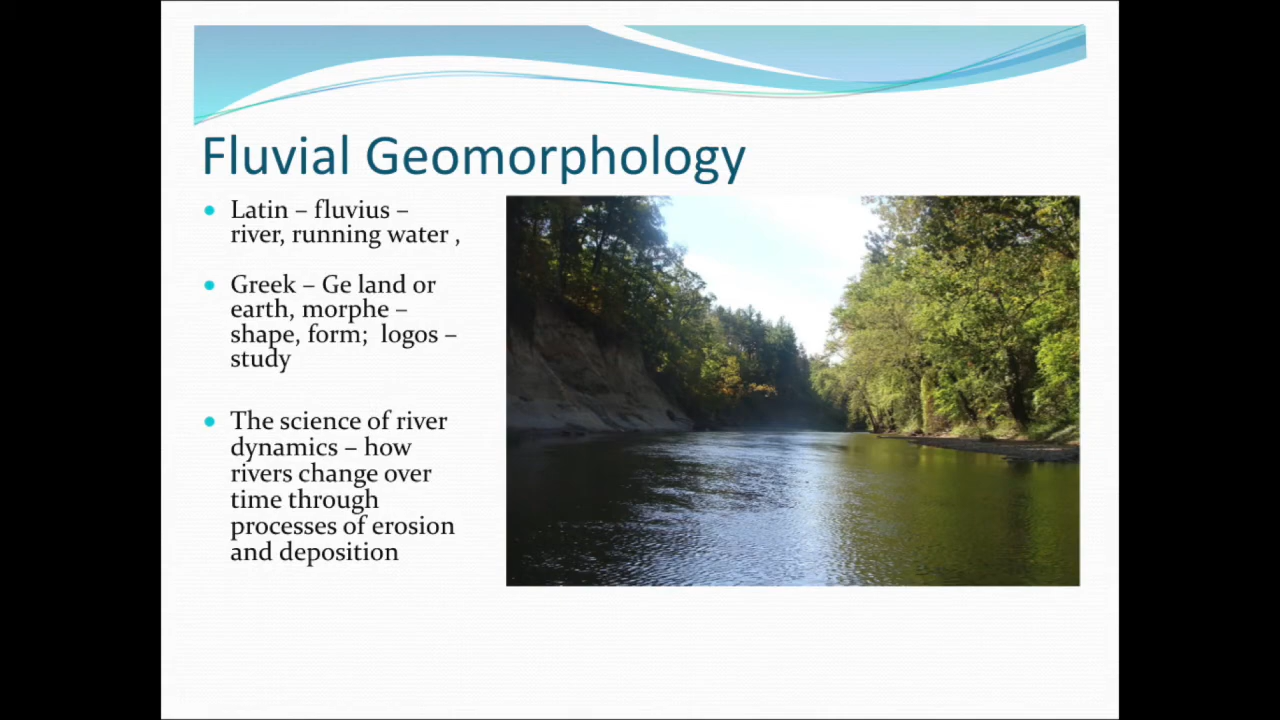 Fluvial Geomorphology
Latin – fluvius –
river, running water ,
Greek – Ge land or
earth, morphe –
shape, form;  logos –
study
The science of river
dynamics – how
rivers change over
time through
processes of erosion
and deposition